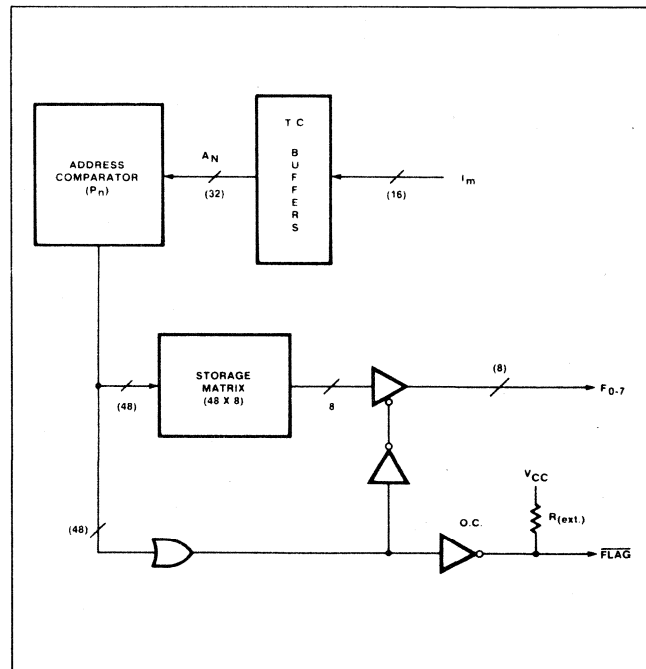 T C
BUFFERS
ADDRESS
COMPARATOR
(Pn)
AN
(32)
(16)
Im
STORAGE
MATRIX
(48 X 8)
(48)
8
(8)
F0-7
VCC
R(ext.)
(48)
O.C.
FLAG